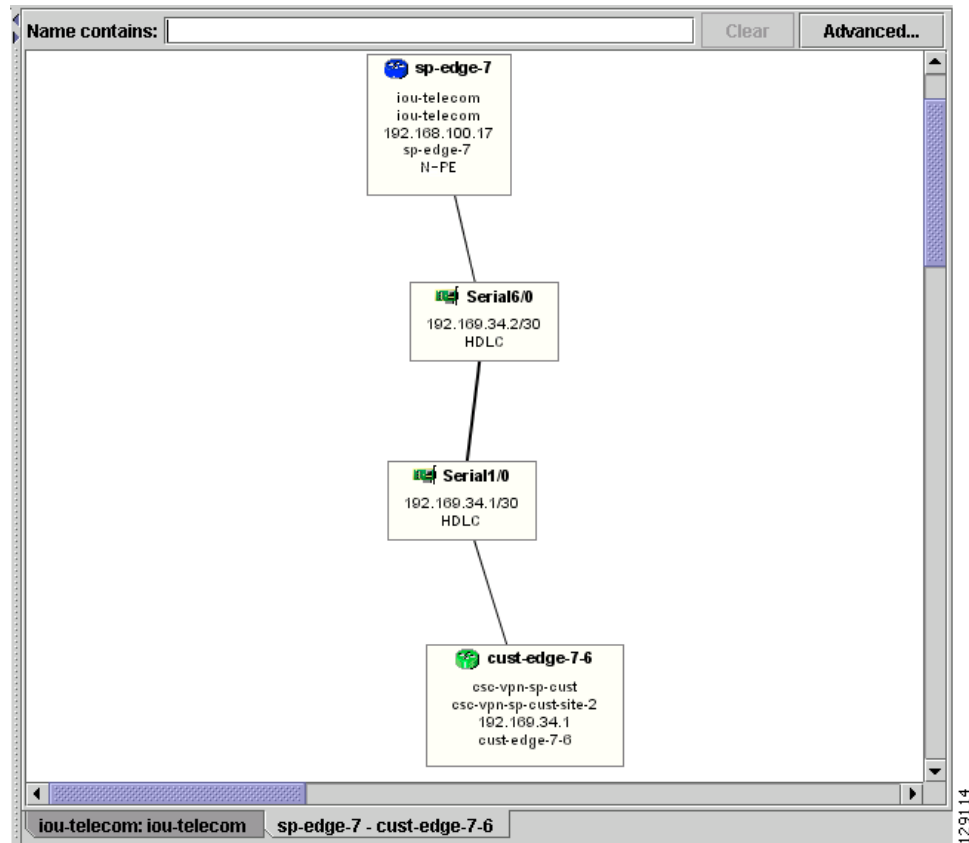 Name contains: Clear Advanced...
sp-edge-7
iou-telecom
iou-telecom
192.168.100.17
sp-edge-7
N-PE
Serial6/0
192.169.34.2/30
HDLC
Serial1/0
192.169.34.1/30
HDLC
cust-edge-7-6
csc-vpn-sp-cust
csc-vpn-sp-cust-site-2
192.169.34.1
cust-edge-7-6
iou-telecom: iou-telecom sp-edge-7 - cust-edge-7-6
129114